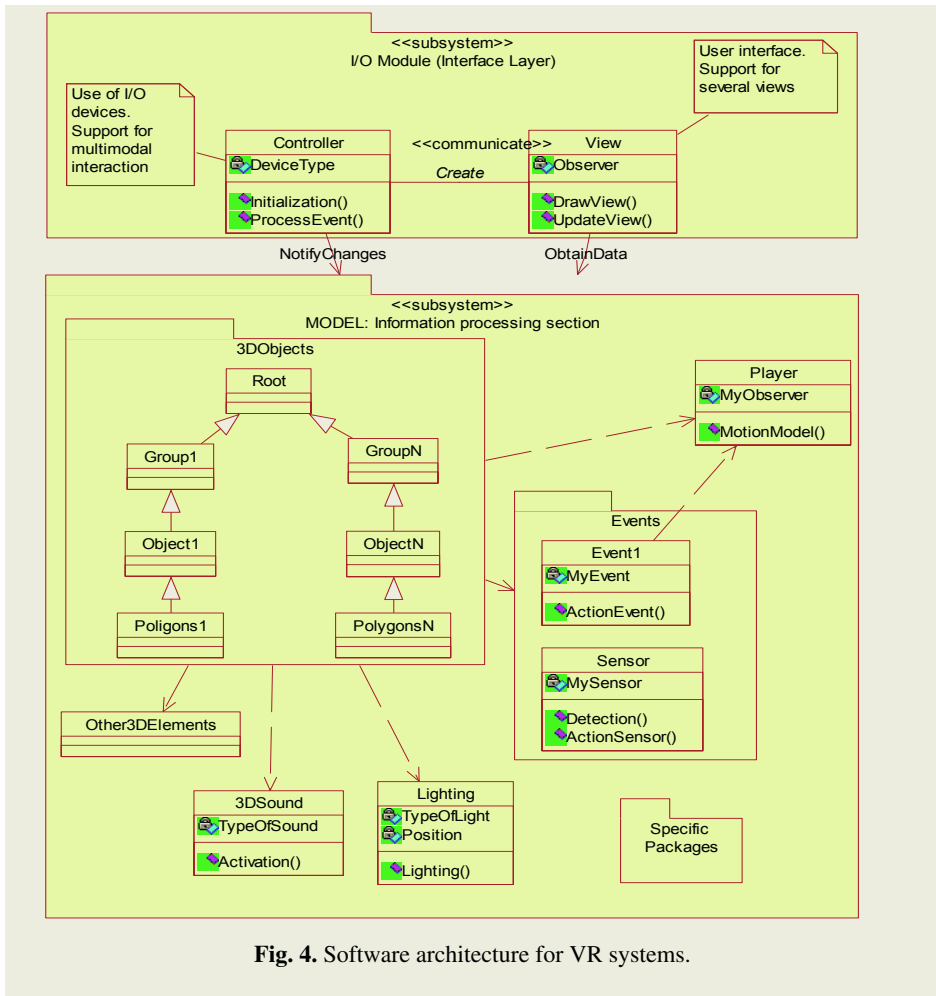 <<subsystem>>
I/O Module (Interface Layer)
User interface.
Support for
several views
Use of I/O
devices.
Support for
multimodal
interaction
Controller
DeviceType
Initialization()
ProcessEvent()
<<communicate>>
Create
View
Observer
DrawView()
UpdateView()
NotifyChanges
ObtainData
<<subsystem>>
MODEL: Information processing section
3DObjects
Root
Group1
GroupN
Object1
ObjectN
Poligons1
PolygonsN
Player
MyObserver
MotionModel()
Events
Event1
MyEvent
ActionEvent()
Sensor
MySensor
Detection()
ActionSensor()
Other3DElements
3DSound
TypeOfSound
Activation()
Lighting
TypeOfLight
Position
Lighting()
Specific
Packages
Fig. 4. Software architecture for VR systems.